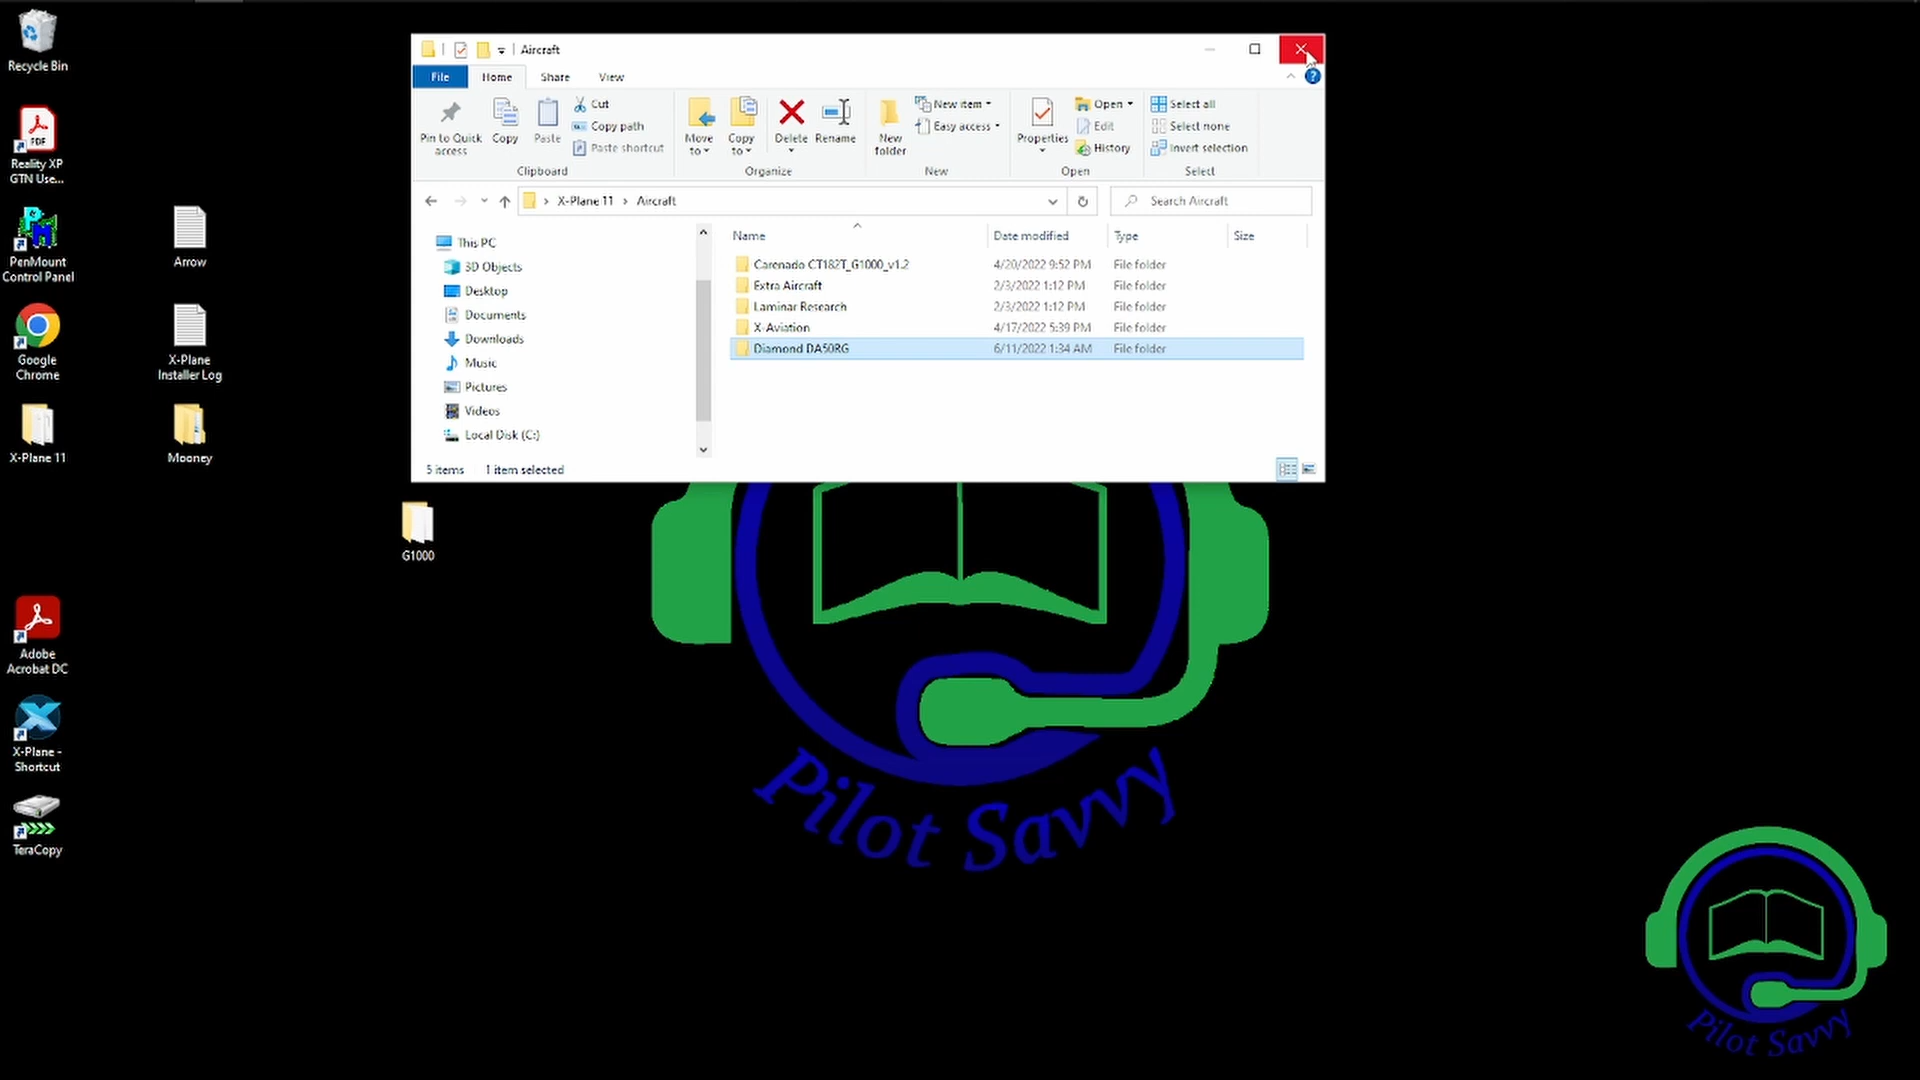 Recycle Bin
Reality XP
GTN Use...
PenMount
Control Panel
Arrow
Google
Chrome
X-Plane
Installer Log
X-Plane 11
Mooney
G1000
Adobe
Acrobat DC
X-Plane -
Shortcut
TeraCopy
Aircraft
File Home Share View
Pin to Quick
access
Copy
Paste
Cut
Copy path
Paste shortcut
Clipboard
Move
to
Copy
to
Delete
Rename
Organize
New
folder
New item
Easy access
New
Properties
Open
Edit
History
Open
Select all
Select none
Invert selection
Select
X-Plane 11 > Aircraft
Search Aircraft
This PC
3D Objects
Desktop
Documents
Downloads
Music
Pictures
Videos
Local Disk (C:)
Name Date modified Type Size
Carenado CT182T_G1000_v1.2 4/20/2022 9:52 PM File folder
Extra Aircraft 2/3/2022 1:12 PM File folder
Laminar Research 2/3/2022 1:12 PM File folder
X-Aviation 4/17/2022 5:39 PM File folder
Diamond DA50RG 6/11/2022 1:34 AM File folder
5 items 1 item selected
Pilot Savvy
Pilot Savvy